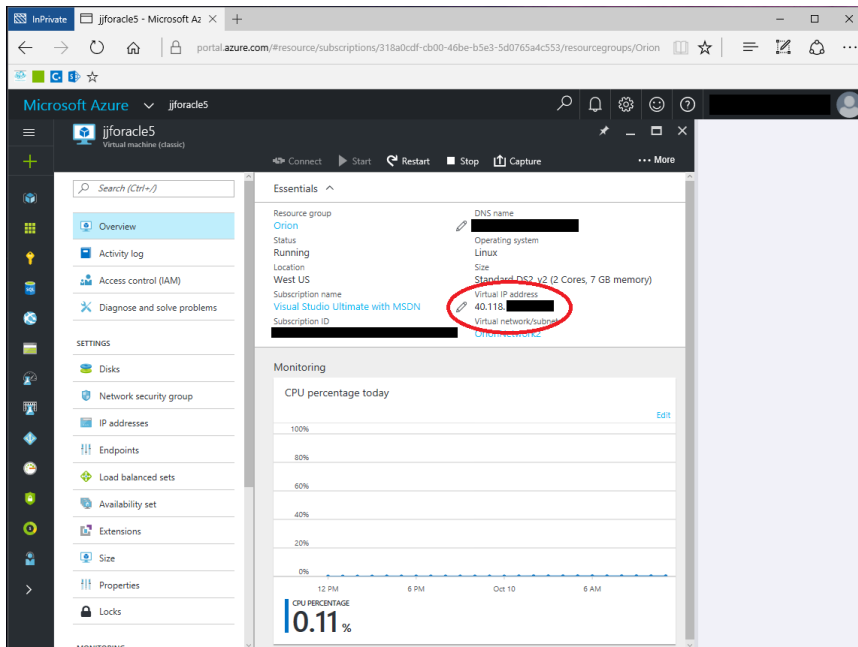 InPrivate
jjforacle5 - Microsoft Az
portal.azure.com/#resource/subscriptions/318a0cdf-cb00-46be-b5e3-5d0765a4c553/resourcegroups/Orion
Microsoft Azure jjforacle5
jjforacle5
Virtual machine (classic)
Connect Start Restart Stop Capture ••• More
Search (Ctrl+/)
Overview
Activity log
Access control (IAM)
Diagnose and solve problems
SETTINGS
Disks
Network security group
IP addresses
Endpoints
Load balanced sets
Availability set
Extensions
Size
Properties
Locks
MONITORING
Essentials
Resource group
Orion
Status
Running
Location
West US
Subscription name
Visual Studio Ultimate with MSDN
Subscription ID
DNS name
Operating system
Linux
Size
Standard DS2_v2 (2 Cores, 7 GB memory)
Virtual IP address
40.118.
Virtual network/subnet
OrionNetwork2
Monitoring
CPU percentage today
Edit
100%
80%
60%
40%
20%
0%
12 PM 6 PM Oct 10 6 AM
CPU PERCENTAGE
0.11 %